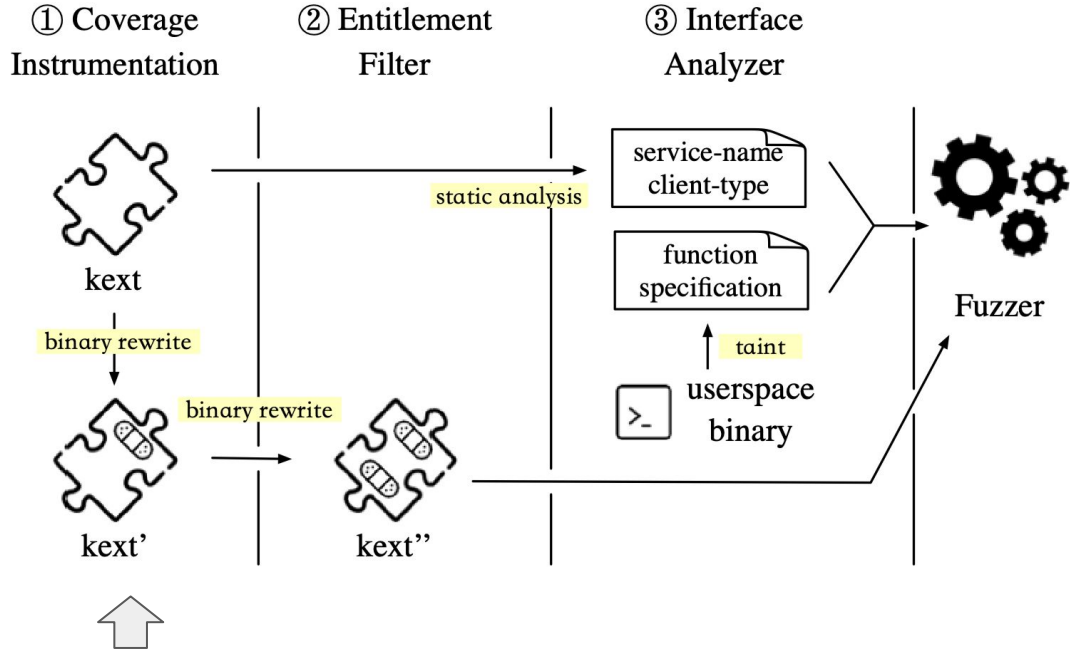 ① Coverage
Instrumentation
② Entitlement
Filter
③ Interface
Analyzer
service-name
client-type
static analysis
function
specification
kext
Fuzzer
binary rewrite
taint
userspace
binary
>_
binary rewrite
kext’
kext’’